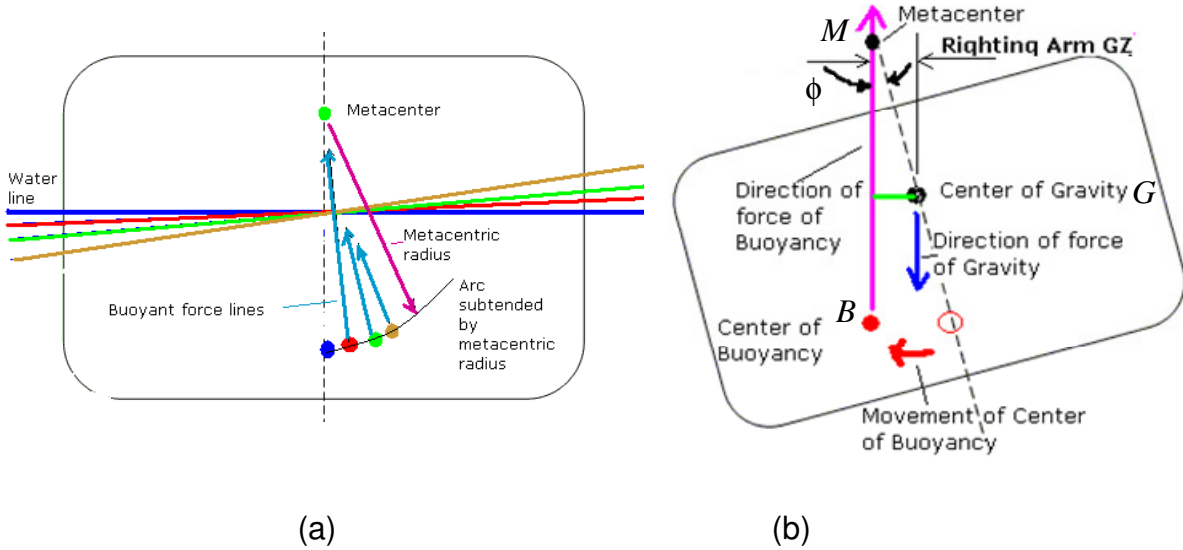 Metacenter
Water
line
Metacentric
radius
Buoyant force lines
Arc
subtended
by
metacentric
radius
(a)
Metacenter
M
Righting Arm GZ
ϕ
Direction of
force of
Buoyancy
Center of Gravity G
Direction of force
of Gravity
B
Center of
Buoyancy
Movement of Center
of Buoyancy
(b)